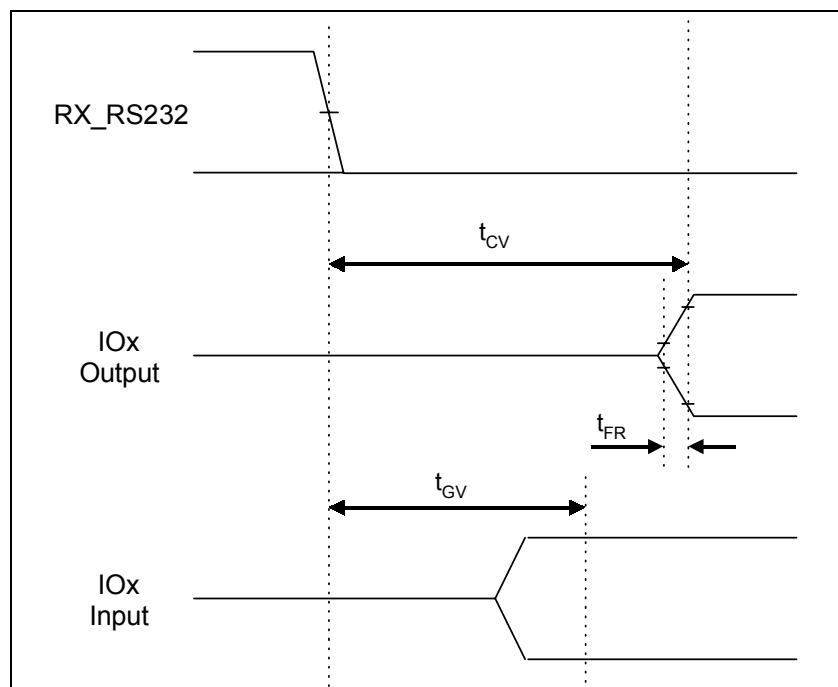 RX_RS232
tCV
IOx
Output
tFR
tGV
IOx
Input